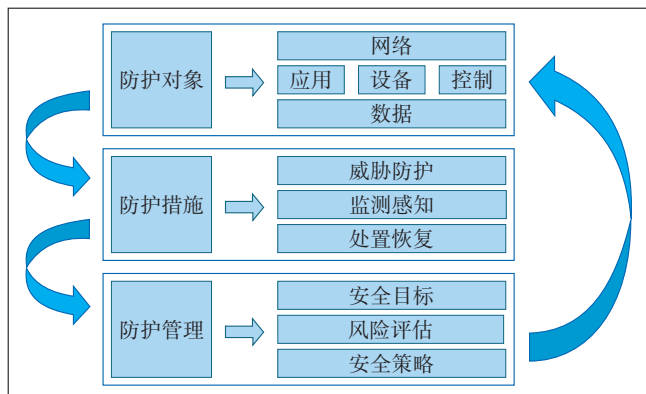 网络
防护对象
应用 设备 控制
数据
威胁防护
防护措施
监测感知
处置恢复
安全目标
防护管理
风险评估
安全策略